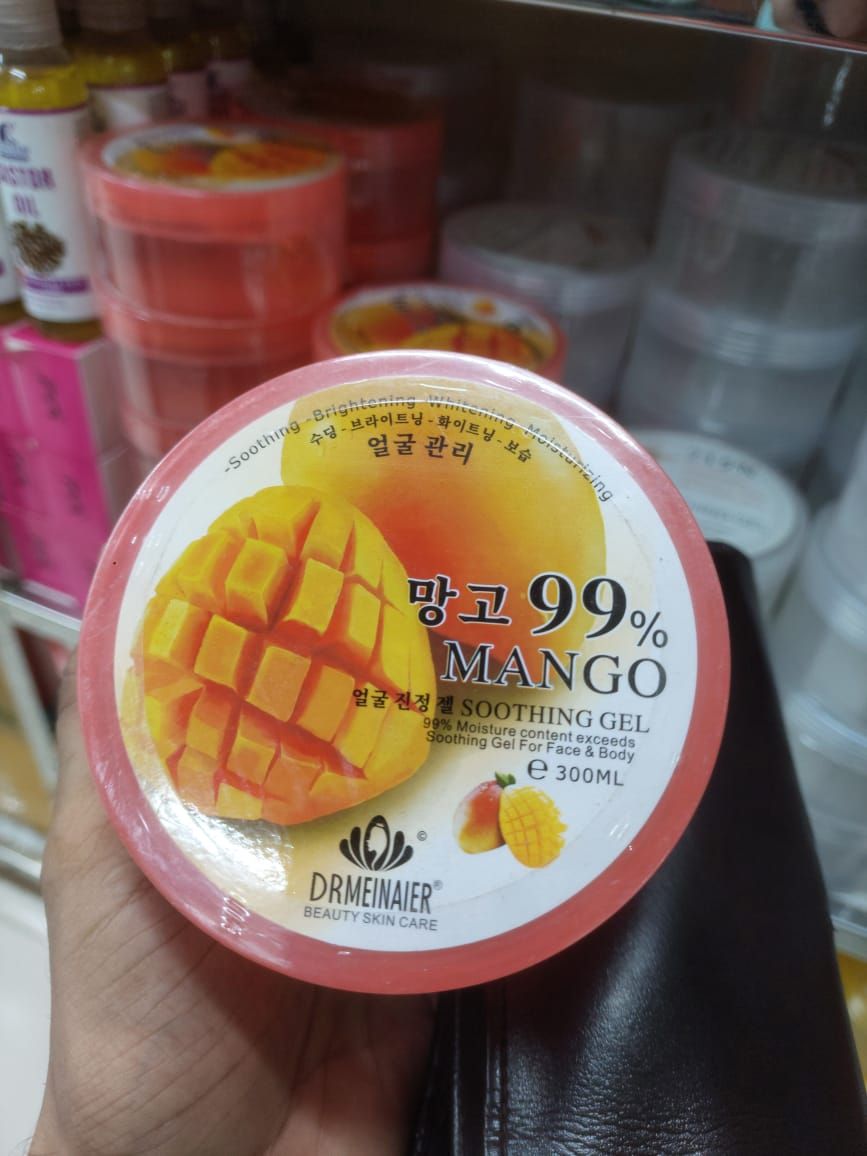 -Soothing -Brightening -Whitening -Moisturizing
수딩 - 브라이트닝 - 화이트닝 - 보습
얼굴 관리
망고 99%
MANGO
얼굴 진정 젤 SOOTHING GEL
99% Moisture content exceeds
Soothing Gel For Face & Body
℮ 300ML
©
DRMEINAIER®
BEAUTY SKIN CARE
OIL